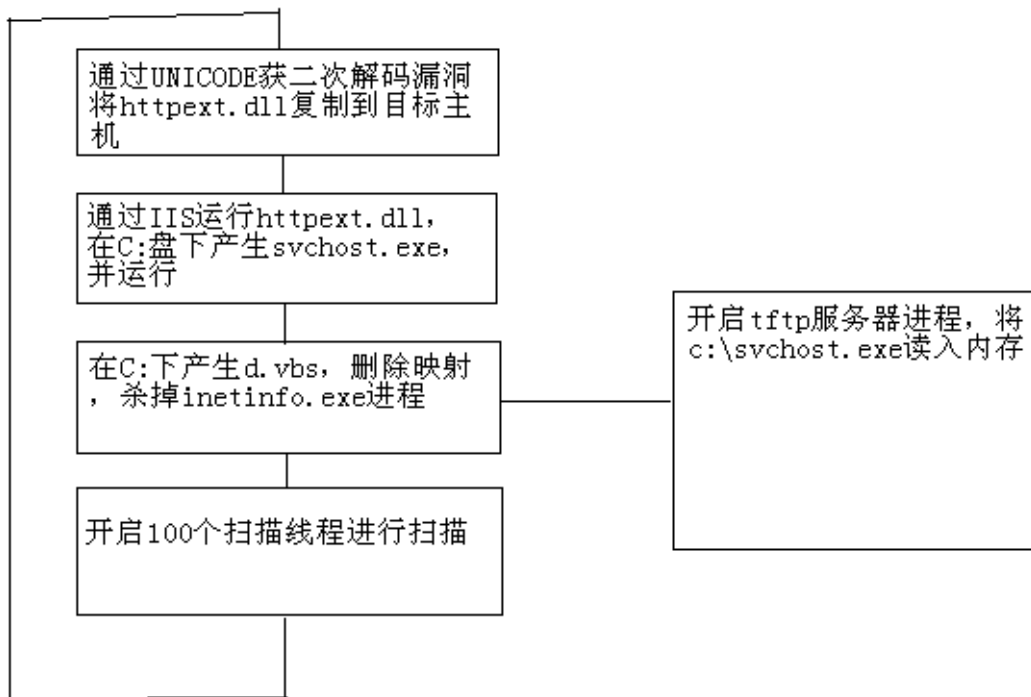 通过UNICODE获二次解码漏洞
将httpext.dll复制到目标主
机
通过IIS运行httpext.dll,
在C:盘下产生svchost.exe,
并运行
在C:下产生d.vbs，删除映射
，杀掉inetinfo.exe进程
开启100个扫描线程进行扫描
开启tftp服务器进程，将
c:\svchost.exe读入内存